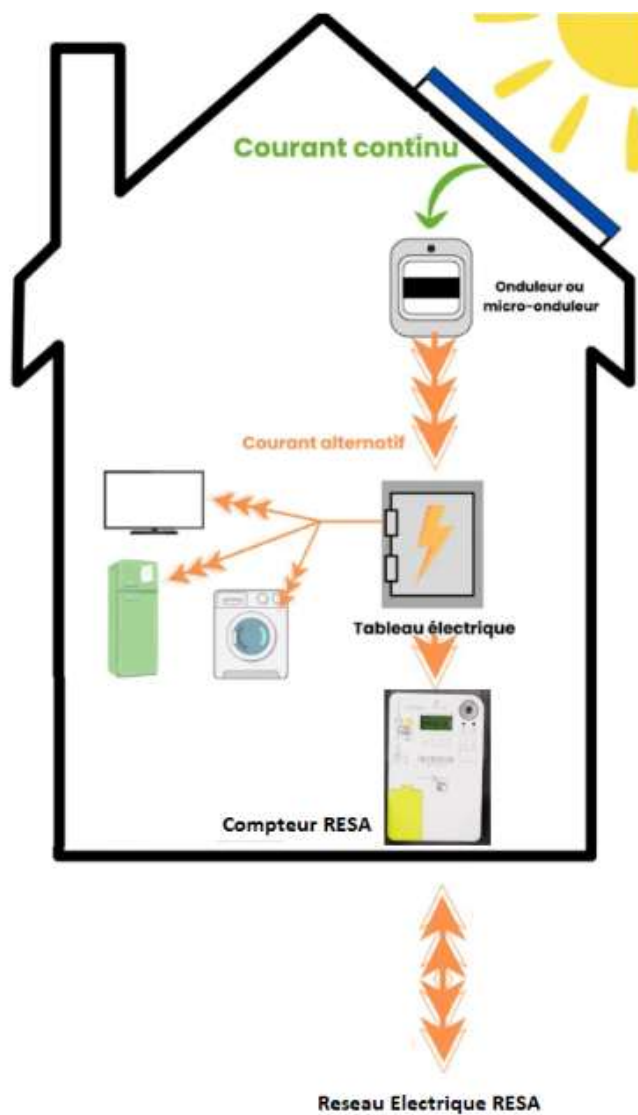 Courant continu
Onduleur ou
micro-onduleur
Courant alternatif
Tableau électrique
Compteur RESA
Reseau Electrique RESA